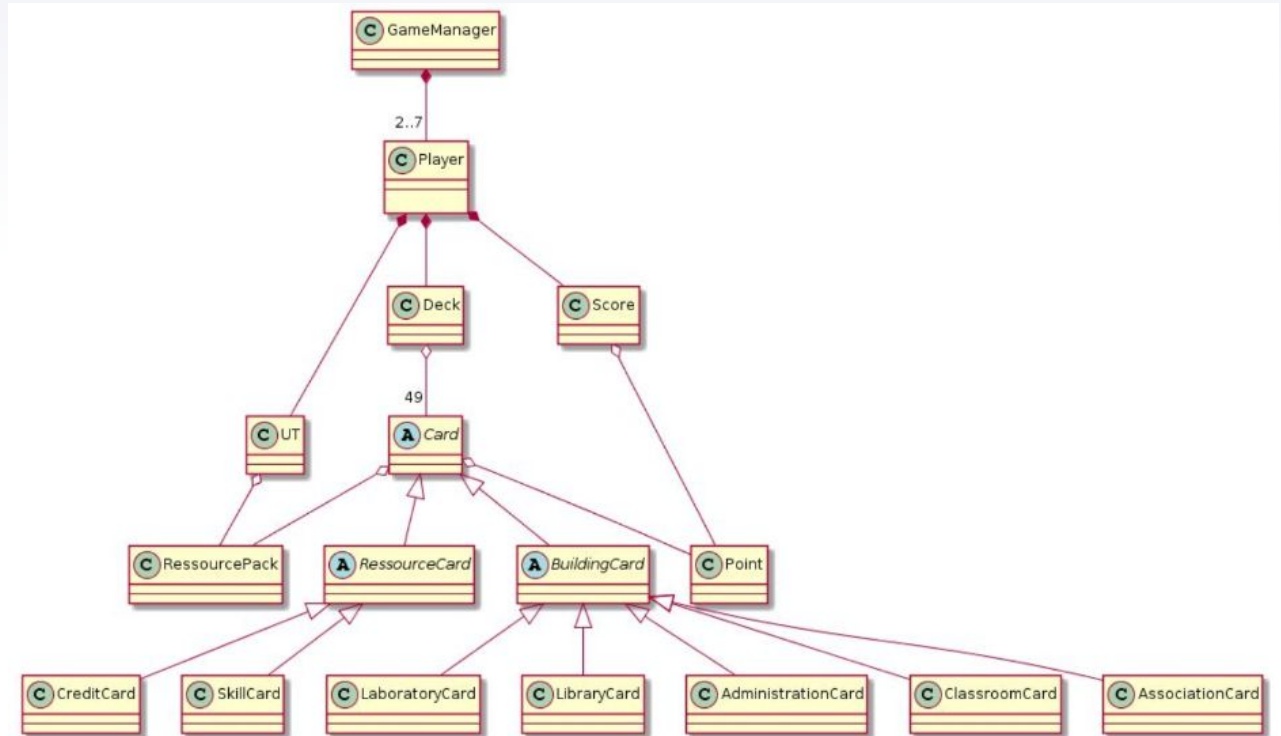 C GameManager
2..7
C Player
C Deck
C Score
49
C UT
A Card
C RessourcePack
A RessourceCard
A BuildingCard
C Point
C CreditCard
C SkillCard
C LaboratoryCard
C LibraryCard
C AdministrationCard
C ClassroomCard
C AssociationCard